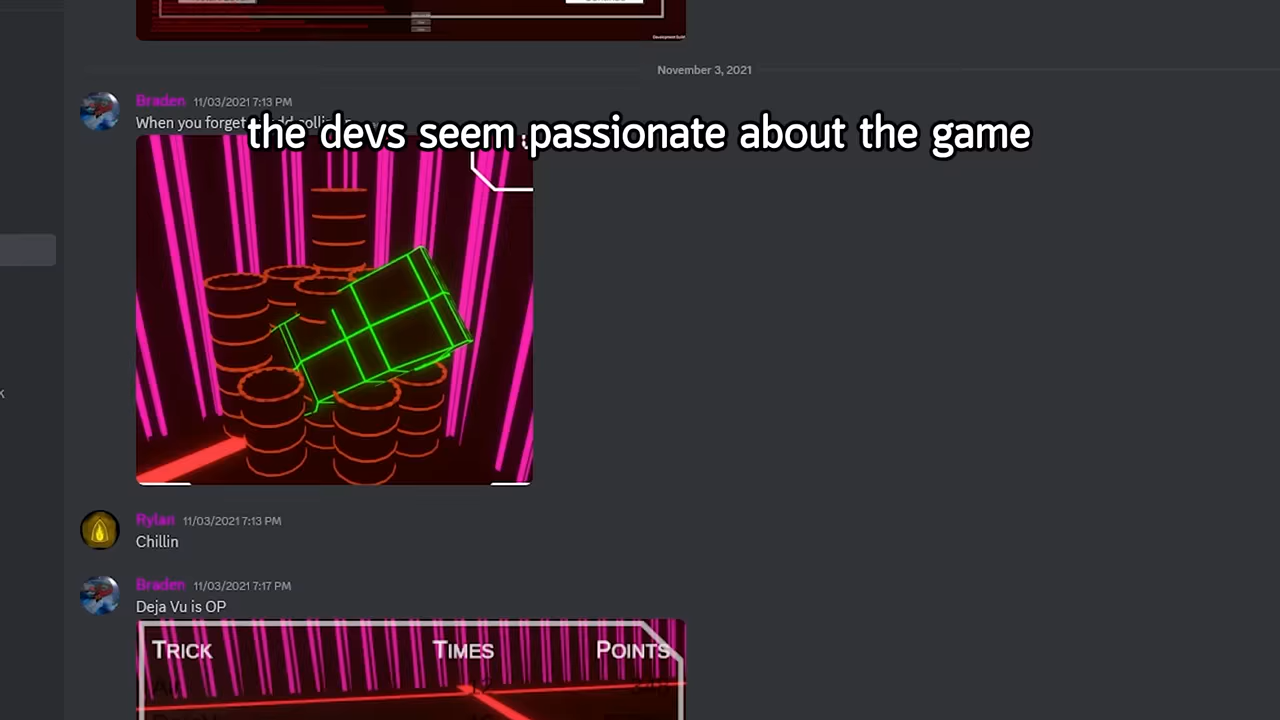 November 3, 2021
Braden 11/03/2021 7:13 PM
When you forget
the devs seem passionate about the game
Rylan 11/03/2021 7:13 PM
Chillin
Braden 11/03/2021 7:17 PM
Deja Vu is OP
TRICK TIMES POINTS